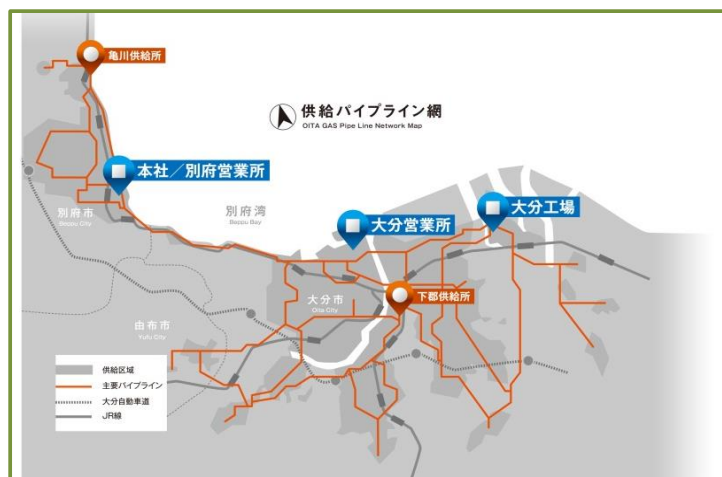 亀川供給所
供給パイプライン網
OITA GAS Pipe Line Network Map
本社／別府営業所
別府市
Beppu City
別府湾
Beppu Bay
大分営業所
大分工場
大分市
Oita City
下郡供給所
由布市
Yufu City
供給区域
主要パイプライン
大分自動車道
JR線